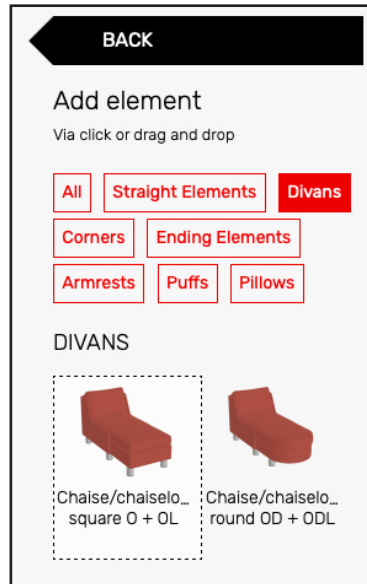 BACK
Add element
Via click or drag and drop
All Straight Elements Divans
Corners Ending Elements
Armrests Puffs Pillows
DIVANS
Chaise/chaiselo… Chaise/chaiselo…
square O + OL round OD + ODL